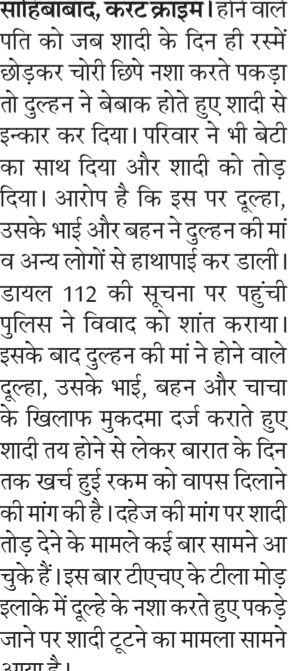 साहिबाबाद, करंट क्राइम। होने वाले
पति को जब शादी के दिन ही रस्में
छोड़कर चोरी छिपे नशा करते पकड़ा
तो दुल्हन ने बेबाक होते हुए शादी से
इन्कार कर दिया। परिवार ने भी बेटी
का साथ दिया और शादी को तोड़
दिया। आरोप है कि इस पर दूल्हा,
उसके भाई और बहन ने दुल्हन की मां
व अन्य लोगों से हाथापाई कर डाली।
डायल 112 की सूचना पर पहुंची
पुलिस ने विवाद को शांत कराया।
इसके बाद दुल्हन की मां ने होने वाले
दूल्हा, उसके भाई, बहन और चाचा
के खिलाफ मुकदमा दर्ज कराते हुए
शादी तय होने से लेकर बारात के दिन
तक खर्च हुई रकम को वापस दिलाने
की मांग की है। दहेज की मांग पर शादी
तोड़ देने के मामले कई बार सामने आ
चुके हैं। इस बार टीएचए के टीला मोड़
इलाके में दूल्हे के नशा करते हुए पकड़े
जाने पर शादी टूटने का मामला सामने
आया है।